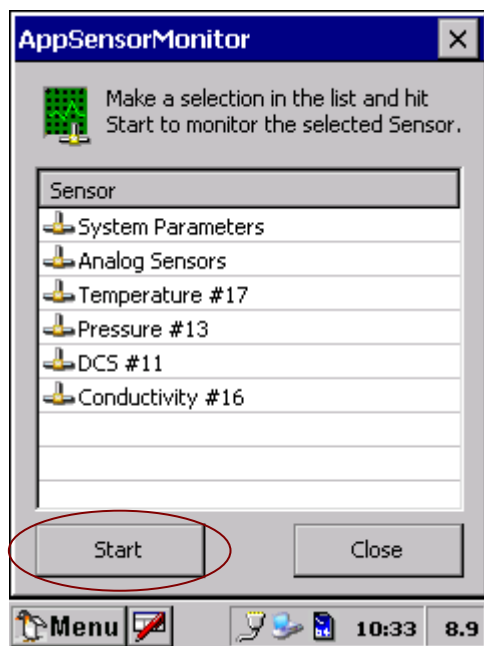 AppSensorMonitor
Make a selection in the list and hit
Start to monitor the selected Sensor.
Sensor
System Parameters
Analog Sensors
Temperature #17
Pressure #13
DCS #11
Conductivity #16
Start Close
Menu 10:33 8.9